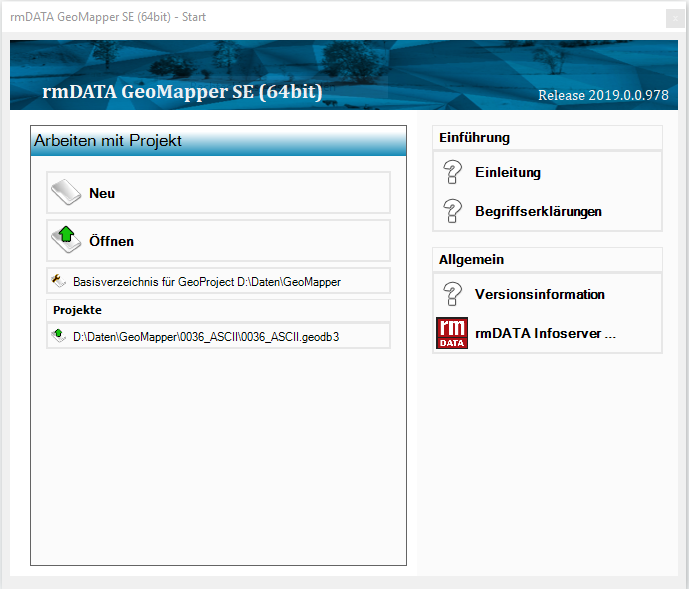 rmDATA GeoMapper SE (64bit) - Start
rmDATA GeoMapper SE (64bit)
Release 2019.0.0.978
Arbeiten mit Projekt
Neu
Öffnen
Basisverzeichnis für GeoProject D:\Daten\GeoMapper
Projekte
D:\Daten\GeoMapper\0036_ASCII\0036_ASCII.geodb3
Einführung
Einleitung
Begriffserklärungen
Allgemein
Versionsinformation
rm
DATA
rmDATA Infoserver ...